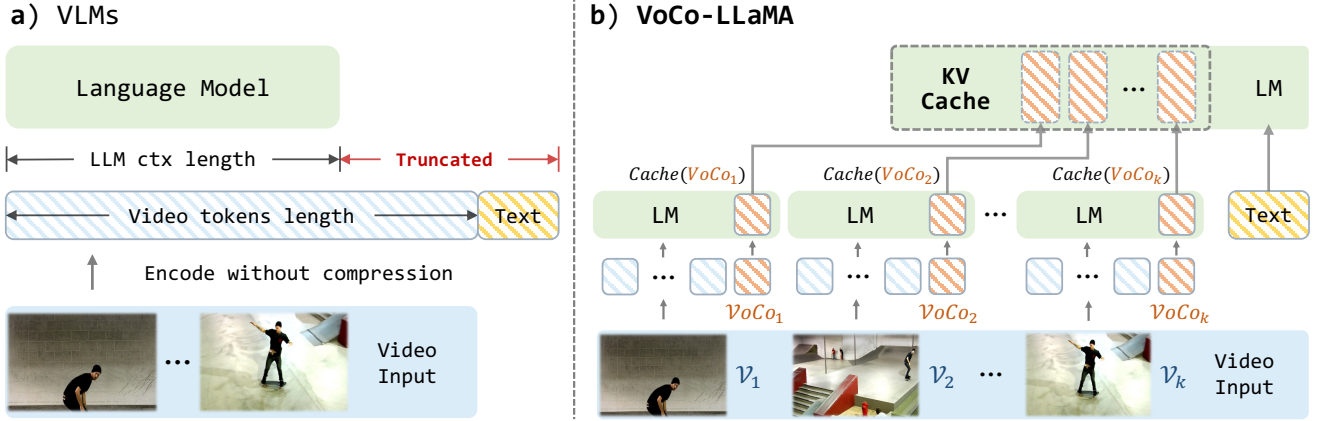 a) VLMs
Language Model
LLM ctx length
Truncated
Video tokens length
Text
Encode without compression
...
Video
Input
b) VoCo-LLaMA
KV
Cache
...
LM
Cache(VoCo₁)
Cache(VoCo₂)
Cache(VoCoₖ)
LM
LM
...
LM
Text
...
...
...
VoCo₁
VoCo₂
VoCoₖ
V₁
V₂
...
Vₖ
Video
Input